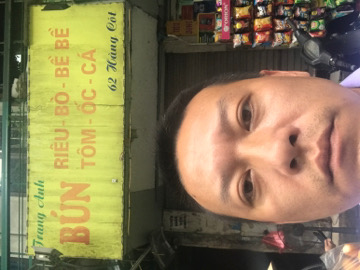 Trang Anh
BÚN
RIÊU - BÒ - BỀ BỀ
TÔM - ỐC - CÁ
62 Hàng Cót